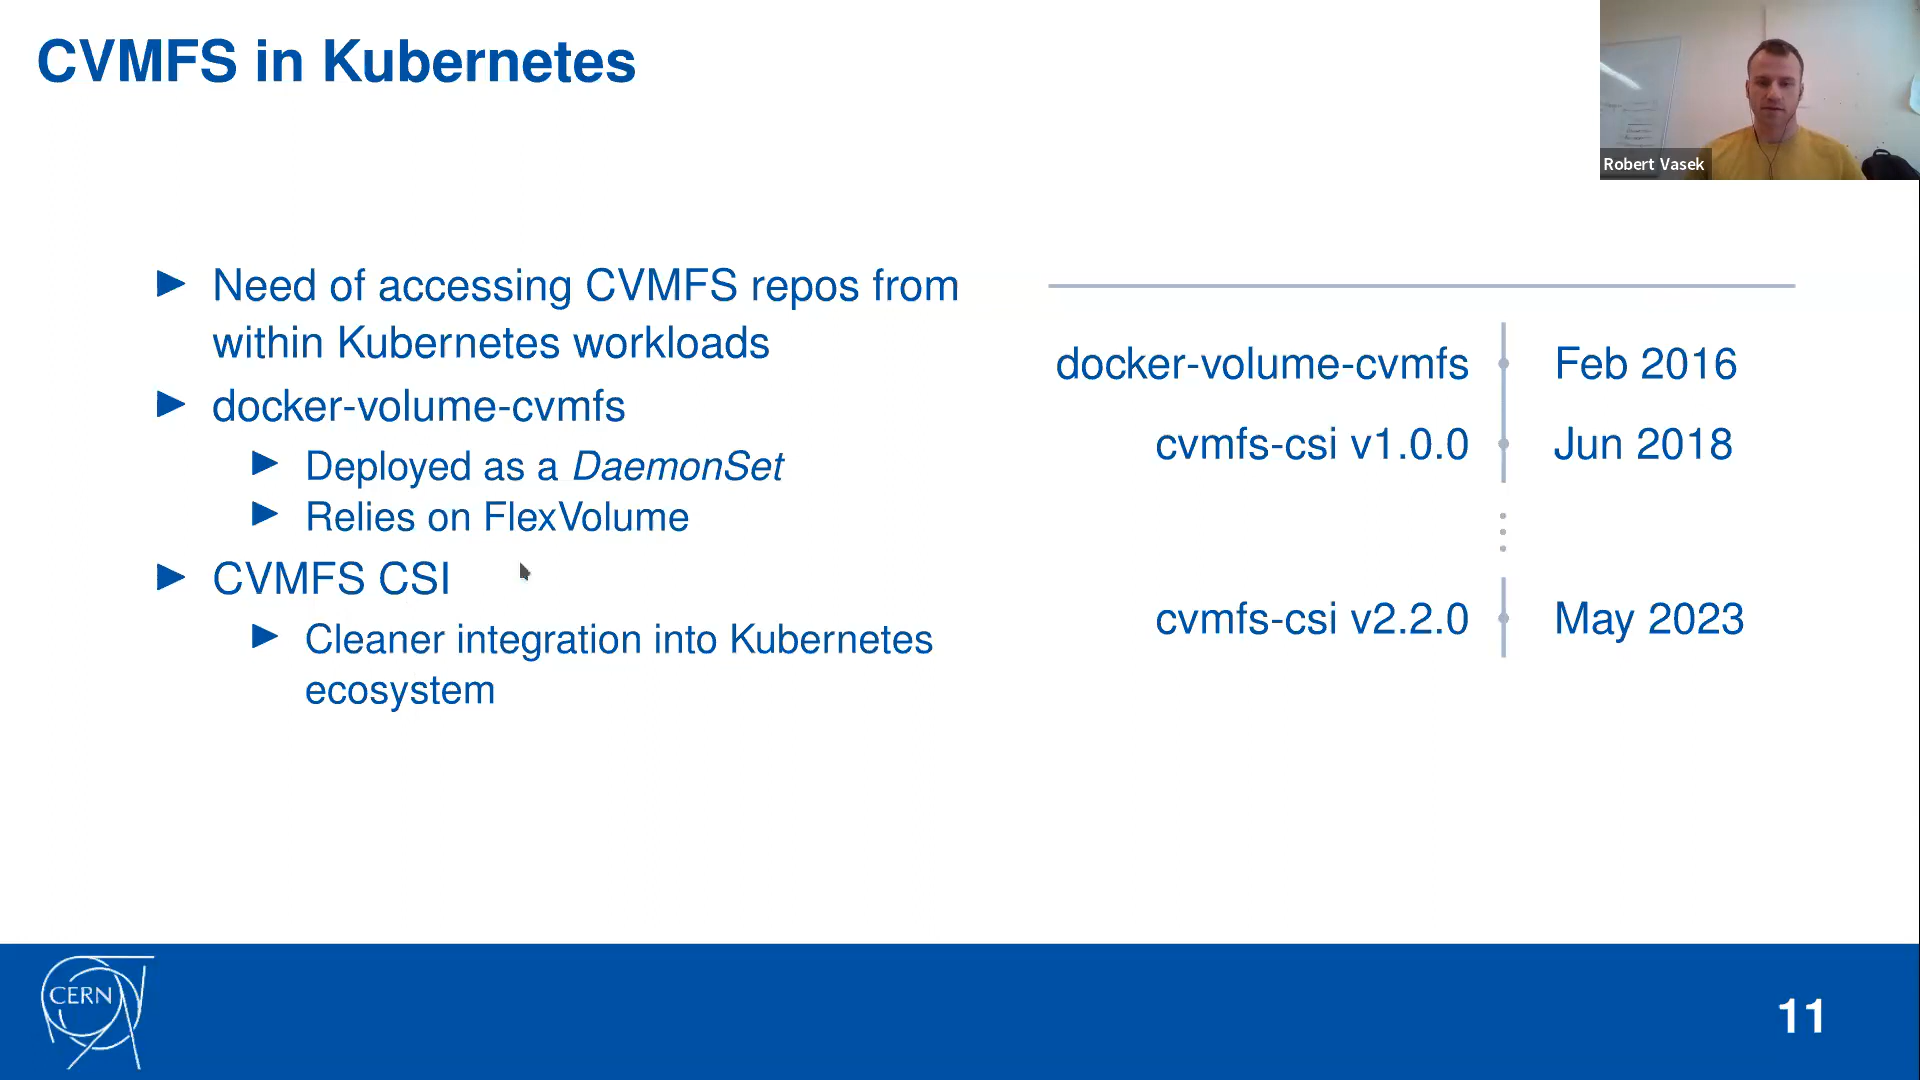 CVMFS in Kubernetes
Robert Vasek
Need of accessing CVMFS repos from
within Kubernetes workloads
docker-volume-cvmfs
Deployed as a DaemonSet
Relies on FlexVolume
CVMFS CSI
Cleaner integration into Kubernetes
ecosystem
docker-volume-cvmfs Feb 2016
cvmfs-csi v1.0.0 Jun 2018
cvmfs-csi v2.2.0 May 2023
CERN
11